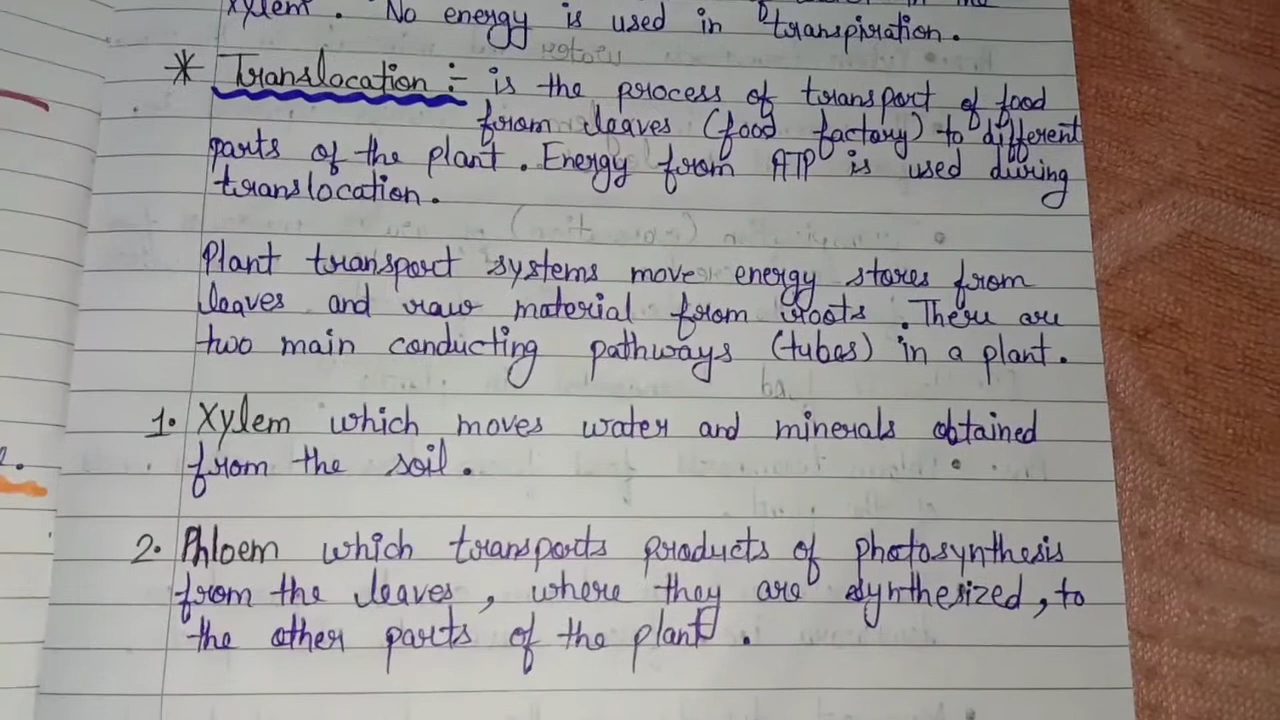 xylem. No energy is used in transpiration.
* Translocation :- is the process of transport of food
from leaves (food factory) to different
parts of the plant. Energy from ATP is used during
translocation.
Plant transport systems move energy stores from
leaves and raw material from roots. There are
two main conducting pathways (tubes) in a plant.
1. Xylem which moves water and minerals obtained
from the soil.
2. Phloem which transports products of photosynthesis
from the leaves, where they are synthesized, to
the other parts of the plant.